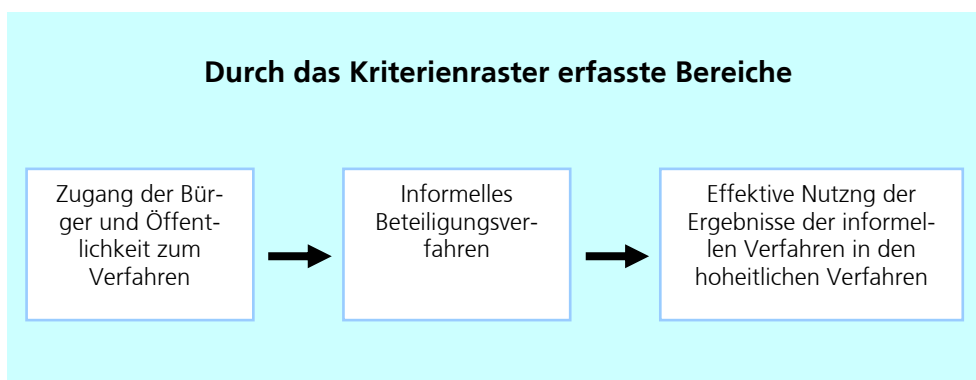 Durch das Kriterienraster erfasste Bereiche
Zugang der Bür-
ger und Öffent-
lichkeit zum
Verfahren
Informelles
Beteiligungsver-
fahren
Effektive Nutzng der
Ergebnisse der informel-
len Verfahren in den
hoheitlichen Verfahren